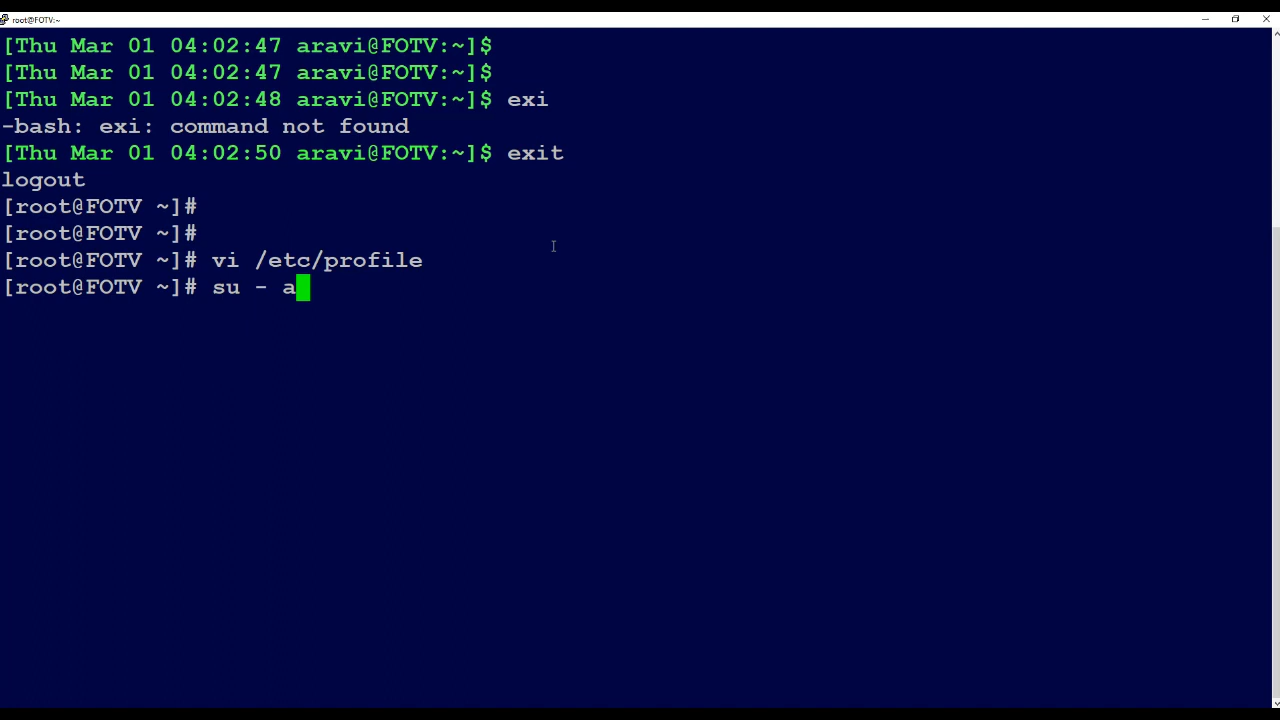 root@FOTV:~
[Thu Mar 01 04:02:47 aravi@FOTV:~]$
[Thu Mar 01 04:02:47 aravi@FOTV:~]$
[Thu Mar 01 04:02:48 aravi@FOTV:~]$ exi
-bash: exi: command not found
[Thu Mar 01 04:02:50 aravi@FOTV:~]$ exit
logout
[root@FOTV ~]#
[root@FOTV ~]#
[root@FOTV ~]# vi /etc/profile
[root@FOTV ~]# su - a